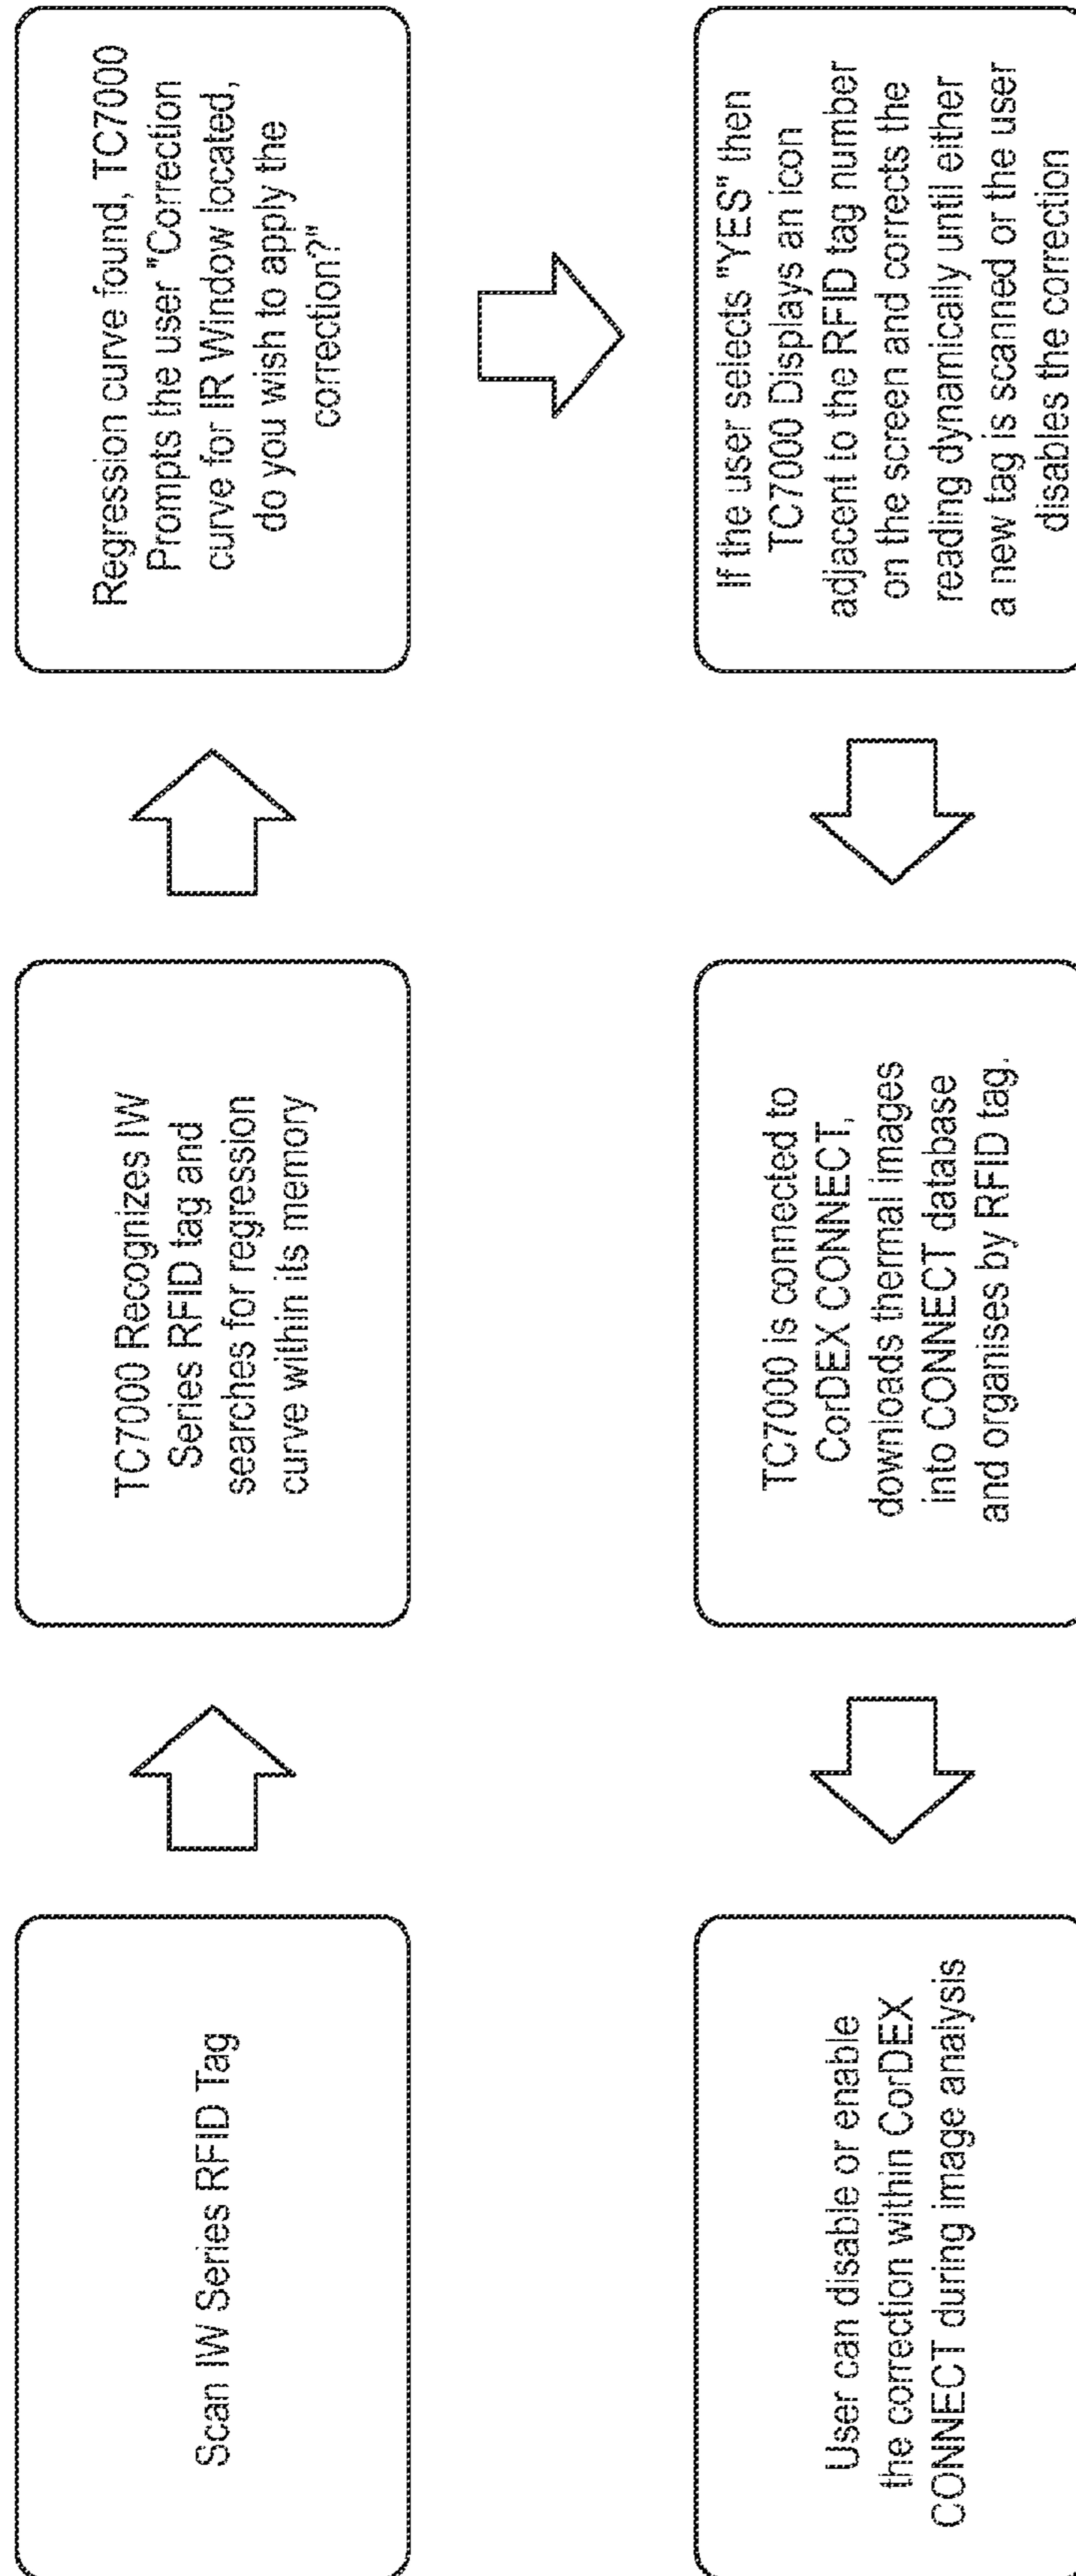 Scan IW Series RFID Tag
TC7000 Recognizes IW
Series RFID tag and
searches for regression
curve within its memory
Regression curve found, TC7000
Prompts the user "Correction
curve for IR Window located,
do you wish to apply the
correction?"
If the user selects "YES" then
TC7000 Displays an icon
adjacent to the RFID tag number
on the screen and corrects the
reading dynamically until either
a new tag is scanned or the user
disables the correction
TC7000 is connected to
CorDEX CONNECT,
downloads thermal images
into CONNECT database
and organises by RFID tag.
User can disable or enable
the correction within CorDEX
CONNECT during image analysis